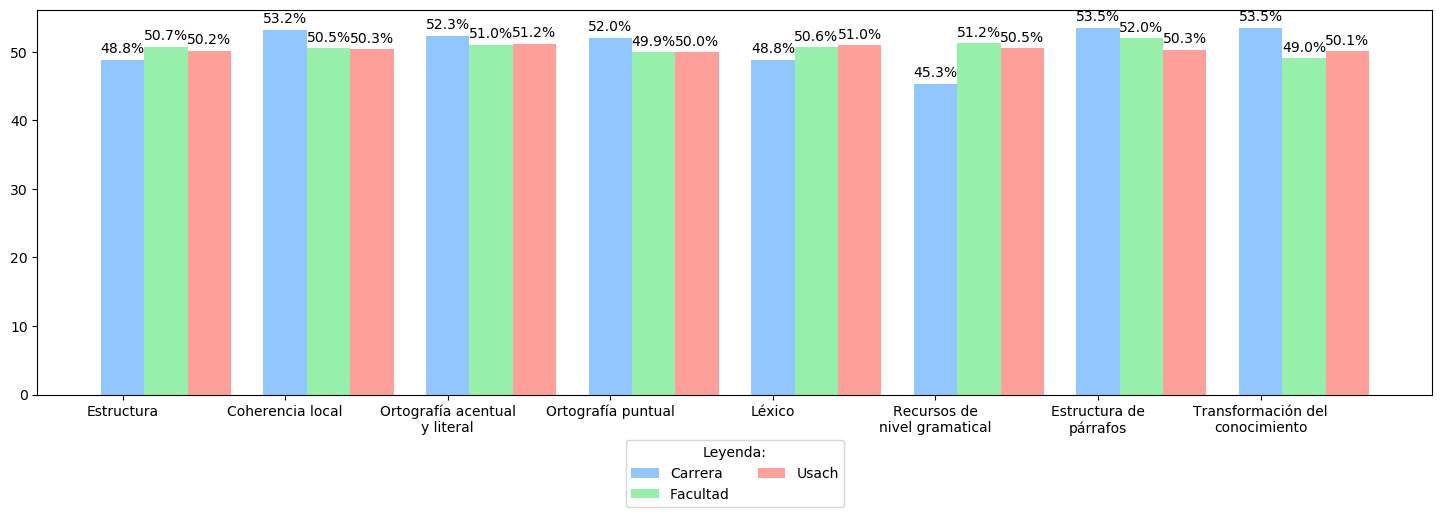 53.2%
53.5%
53.5%
52.3%
52.0%
52.0%
50.7%
50.2%
50.5%
50.3%
51.0%
51.2%
49.9%
50.0%
50.6%
51.0%
51.2%
50.5%
50.3%
49.0%
50.1%
48.8%
48.8%
45.3%
50
40
30
20
10
0
Estructura
Coherencia local
Ortografía acentual
y literal
Ortografía puntual
Léxico
Recursos de
nivel gramatical
Estructura de
párrafos
Transformación del
conocimiento
Leyenda:
Carrera
Facultad
Usach